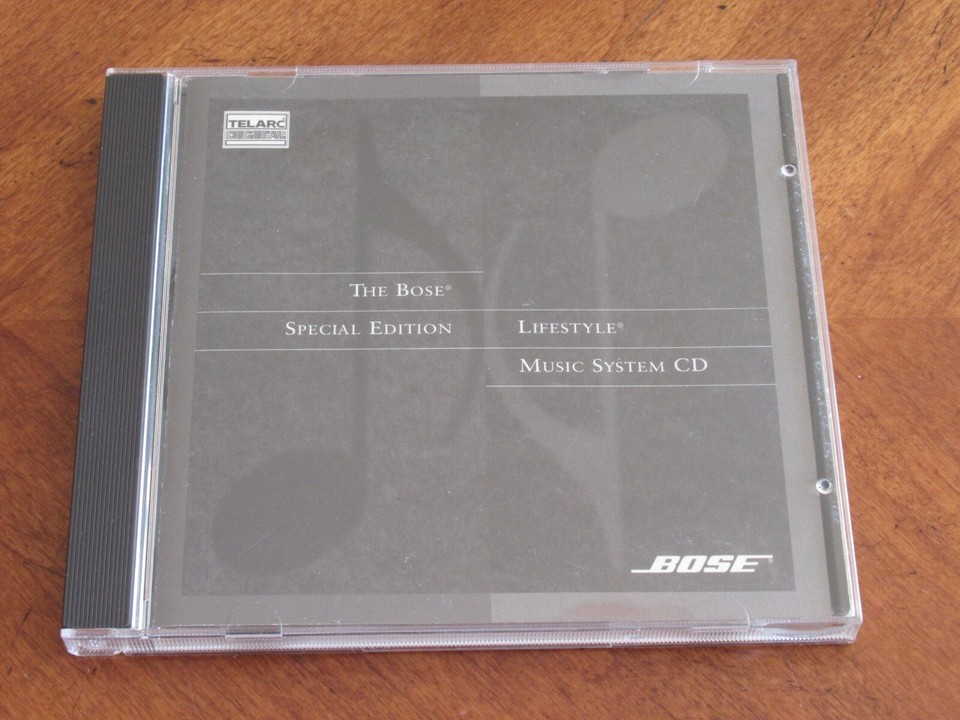 TELARC
DIGITAL
THE BOSE®
SPECIAL EDITION LIFESTYLE®
MUSIC SYSTEM CD
BOSE®